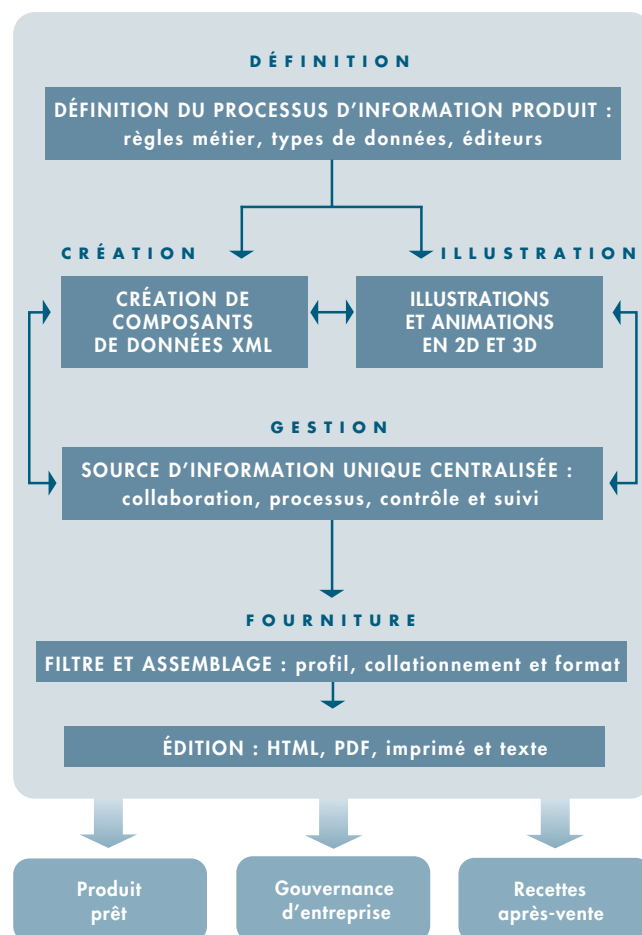 DÉFINITION
DÉFINITION DU PROCESSUS D’INFORMATION PRODUIT :
règles métier, types de données, éditeurs
CRÉATION
ILLUSTRATION
CRÉATION DE
COMPOSANTS
DE DONNÉES XML
ILLUSTRATIONS
ET ANIMATIONS
EN 2D ET 3D
GESTION
SOURCE D’INFORMATION UNIQUE CENTRALISÉE :
collaboration, processus, contrôle et suivi
FOURNITURE
FILTRE ET ASSEMBLAGE : profil, collationnement et format
ÉDITION : HTML, PDF, imprimé et texte
Produit
prêt
Gouvernance
d’entreprise
Recettes
après-vente